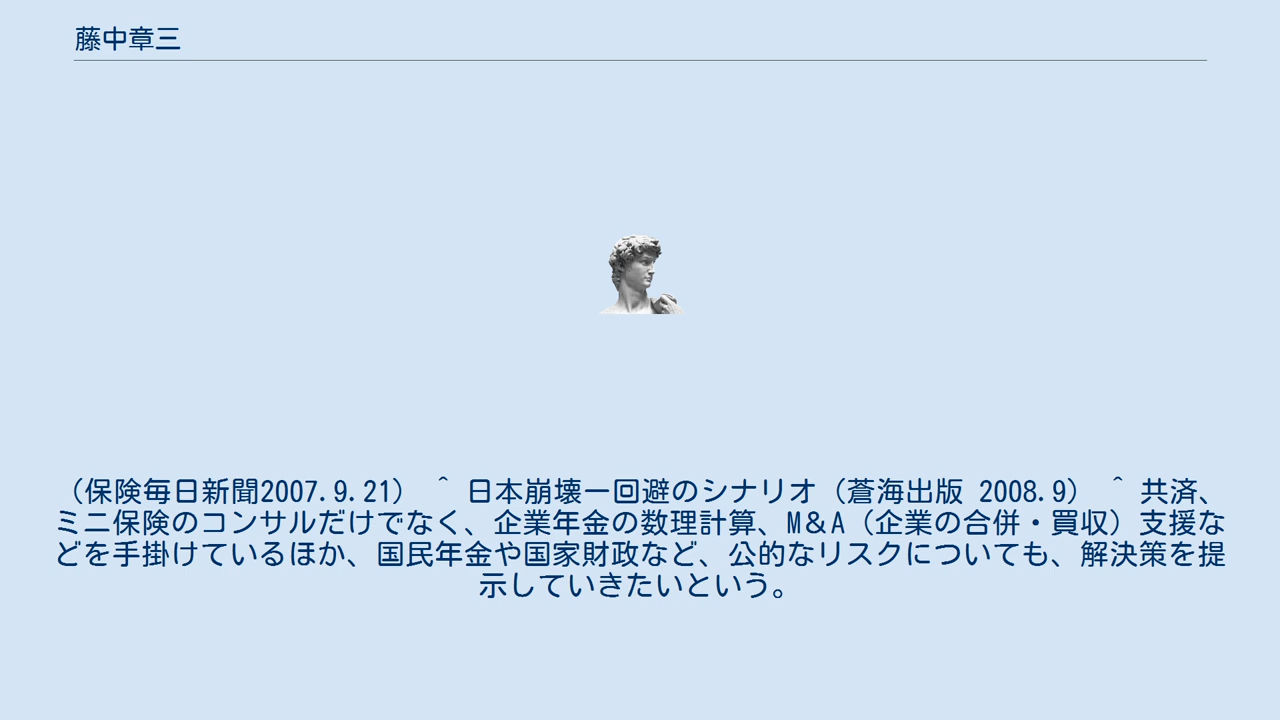 藤中章三
（保険毎日新聞2007.9.21） ^ 日本崩壊ー回避のシナリオ（蒼海出版 2008.9） ^ 共済、
ミニ保険のコンサルだけでなく、企業年金の数理計算、M＆A（企業の合併・買収）支援な
どを手掛けているほか、国民年金や国家財政など、公的なリスクについても、解決策を提
示していきたいという。